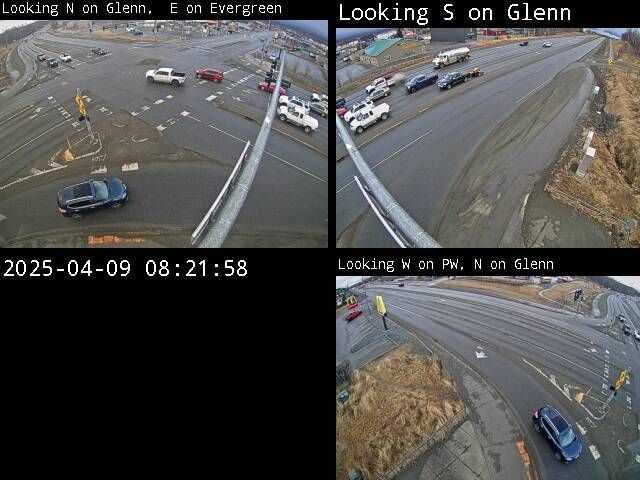 Looking N on Glenn,  E on Evergreen
Looking S on Glenn
2025-04-09 08:21:58
Looking W on PW, N on Glenn